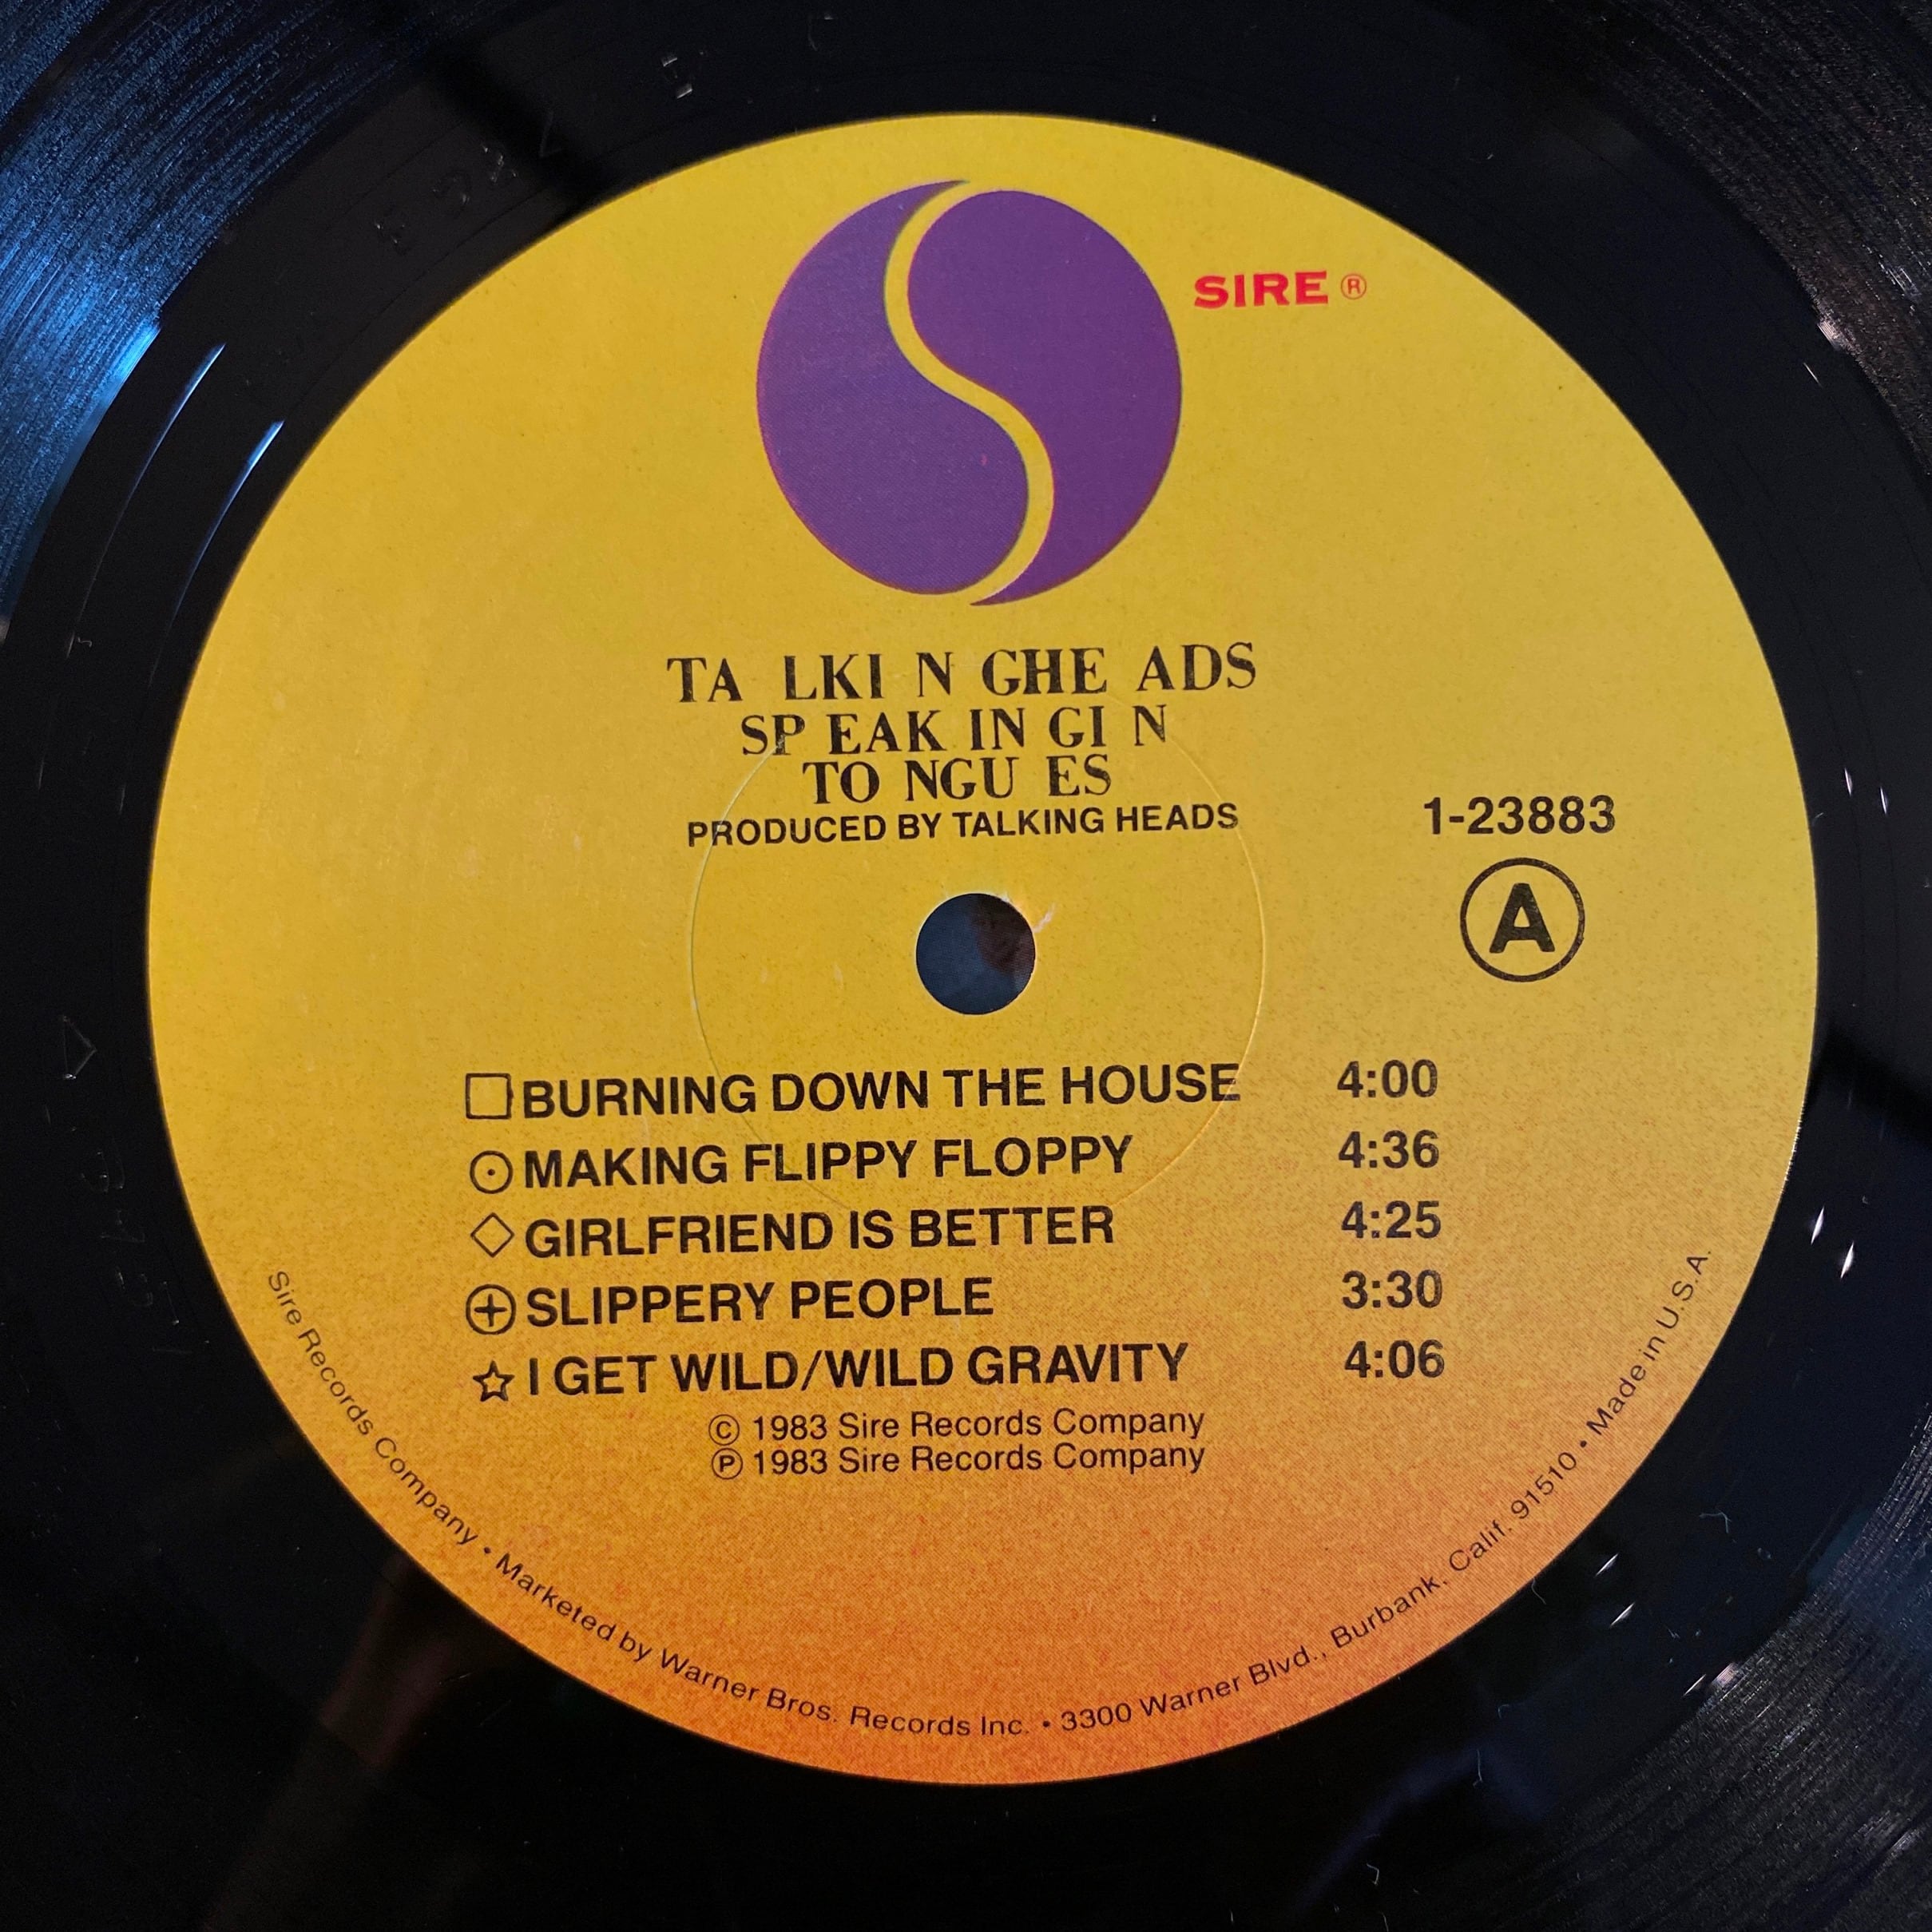 SIRE ®
TA LKI N GHE ADS
SP EAK IN GI N
TO NGU ES
PRODUCED BY TALKING HEADS
1-23883
A
BURNING DOWN THE HOUSE 4:00
MAKING FLIPPY FLOPPY 4:36
GIRLFRIEND IS BETTER 4:25
SLIPPERY PEOPLE 3:30
I GET WILD/WILD GRAVITY 4:06
© 1983 Sire Records Company
℗ 1983 Sire Records Company
Sire Records Company • Marketed by Warner Bros. Records Inc. • 3300 Warner Blvd., Burbank, Calif. 91510 • Made in U.S.A.